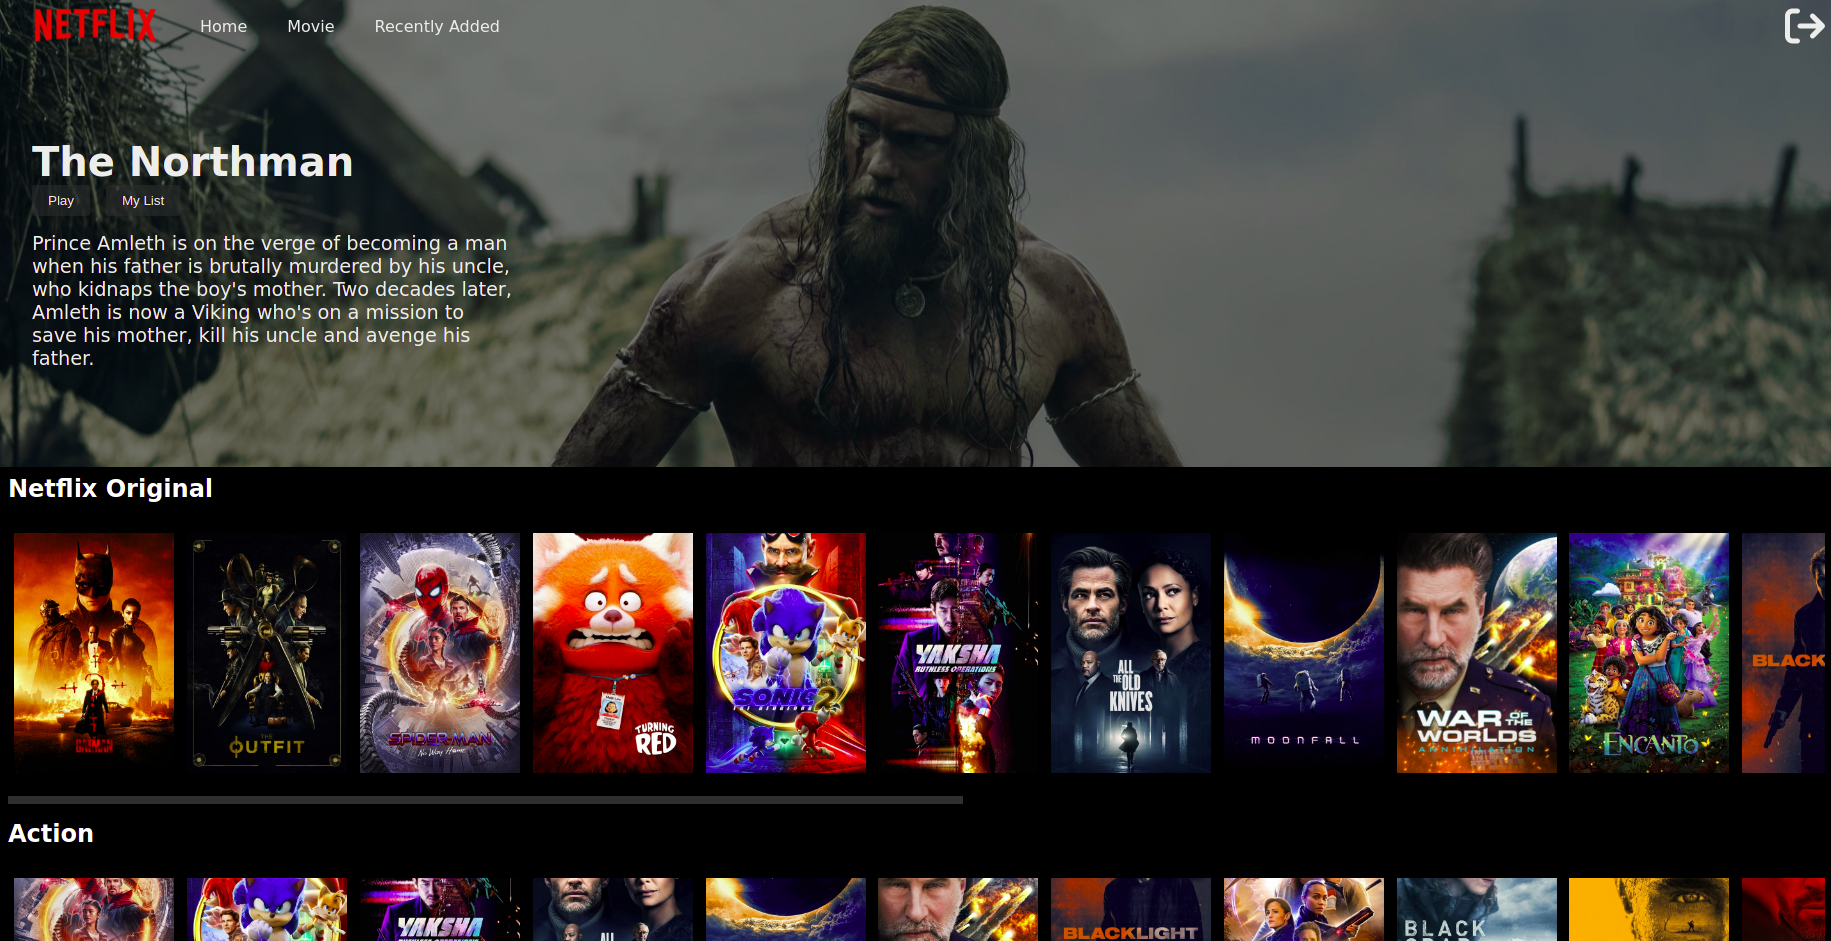 NETFLIX
Home
Movie
Recently Added
The Northman
Play
My List
Prince Amleth is on the verge of becoming a man
when his father is brutally murdered by his uncle,
who kidnaps the boy's mother. Two decades later,
Amleth is now a Viking who's on a mission to
save his mother, kill his uncle and avenge his
father.
Netflix Original
THE
OUTFIT
SPIDER-MAN
No Way Home
TURNING
RED
SONIC 2
THE HEDGEHOG
YAKSHA
RUTHLESS OPERATIONS
ALL
THE OLD
KNIVES
MOONFALL
WAR OF THE
WORLDS
ANNIHILATION
ENCANTO
BLACK
Action
YAKSHA
ALL
BLACKLIGHT
BLACK